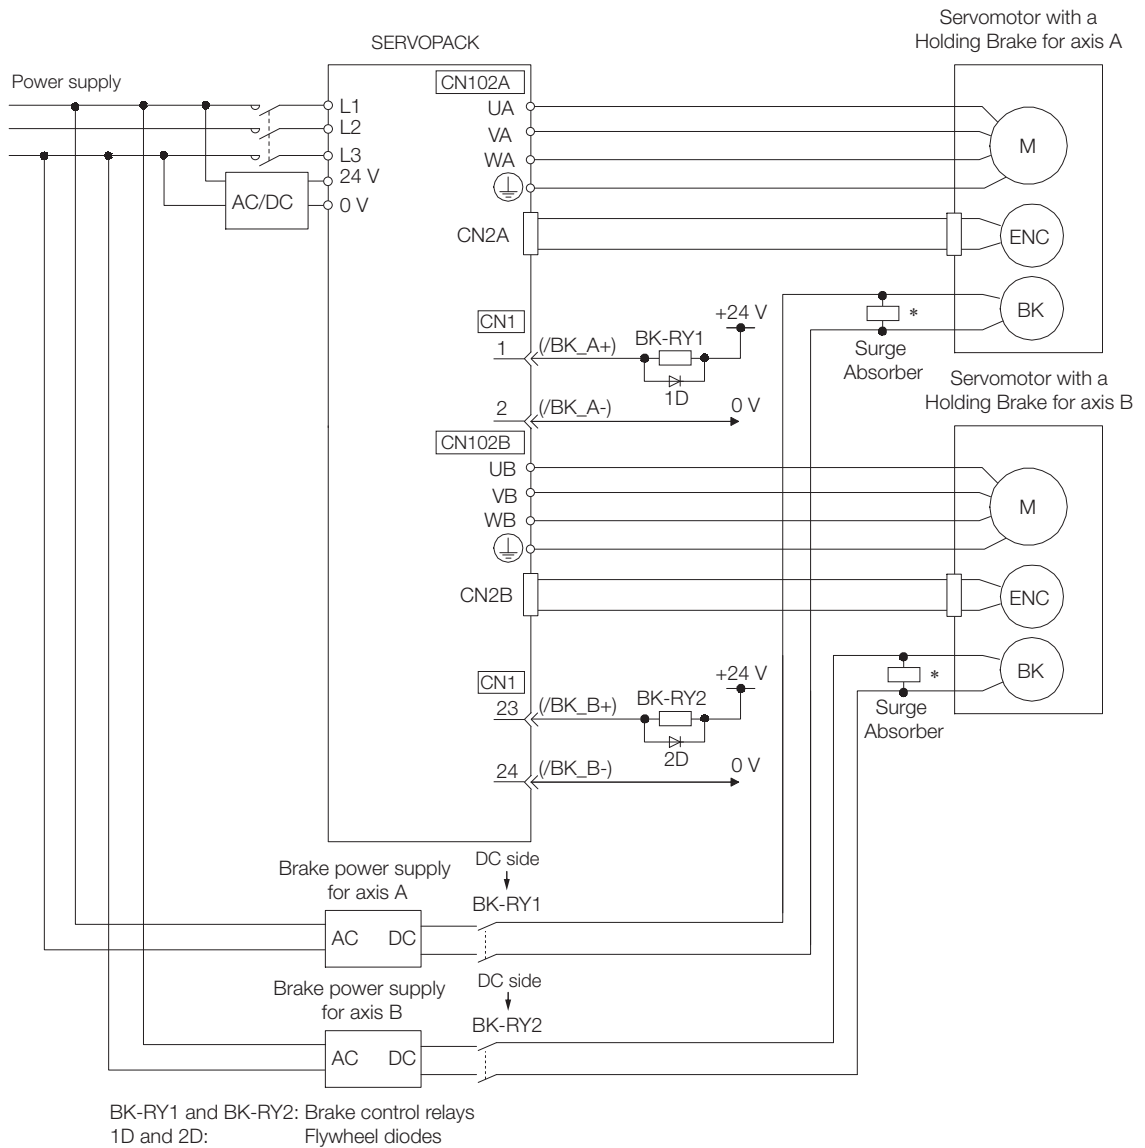 Servomotor with a
Holding Brake for axis A
SERVOPACK
Power supply
CN102A
L1
UA
L2
VA
M
L3
WA
24 V
AC/DC
0 V
CN2A
ENC
CN1
+24 V
BK
*
1
(/BK_A+)
BK-RY1
Surge
Absorber
1D
Servomotor with a
Holding Brake for axis B
2
(/BK_A-)
0 V
CN102B
UB
VB
M
WB
CN2B
ENC
CN1
+24 V
BK
*
23
(/BK_B+)
BK-RY2
Surge
Absorber
2D
24
(/BK_B-)
0 V
Brake power supply
for axis A
DC side
BK-RY1
AC DC
Brake power supply
for axis B
DC side
BK-RY2
AC DC
BK-RY1 and BK-RY2: Brake control relays
1D and 2D: Flywheel diodes